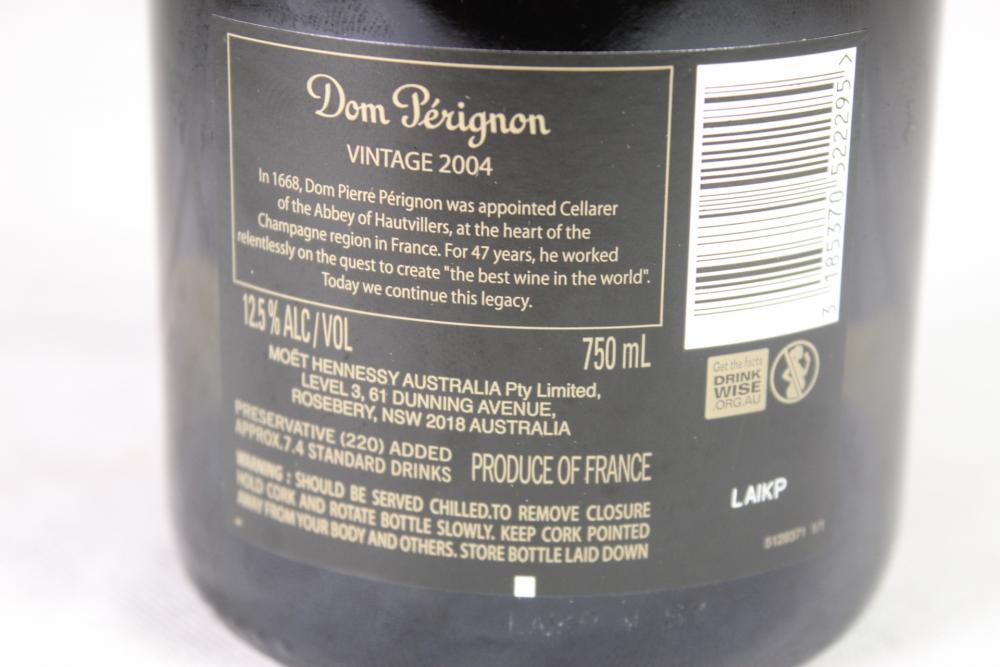 Dom Pérignon
VINTAGE 2004
In 1668, Dom Pierre Pérignon was appointed Cellarer
of the Abbey of Hautvillers, at the heart of the
Champagne region in France. For 47 years, he worked
relentlessly on the quest to create "the best wine in the world".
Today we continue this legacy.
12.5% ALC/VOL
750 mL
MOËT HENNESSY AUSTRALIA Pty Limited,
LEVEL 3, 61 DUNNING AVENUE,
ROSEBERY, NSW 2018 AUSTRALIA
PRESERVATIVE (220) ADDED
APPROX.7.4 STANDARD DRINKS
PRODUCE OF FRANCE
WARNING : SHOULD BE SERVED CHILLED.TO REMOVE CLOSURE
HOLD CORK AND ROTATE BOTTLE SLOWLY. KEEP CORK POINTED
AWAY FROM YOUR BODY AND OTHERS. STORE BOTTLE LAID DOWN
3 185370 522295 >
Get the facts
DRINK
WISE
.ORG.AU
LAIKP